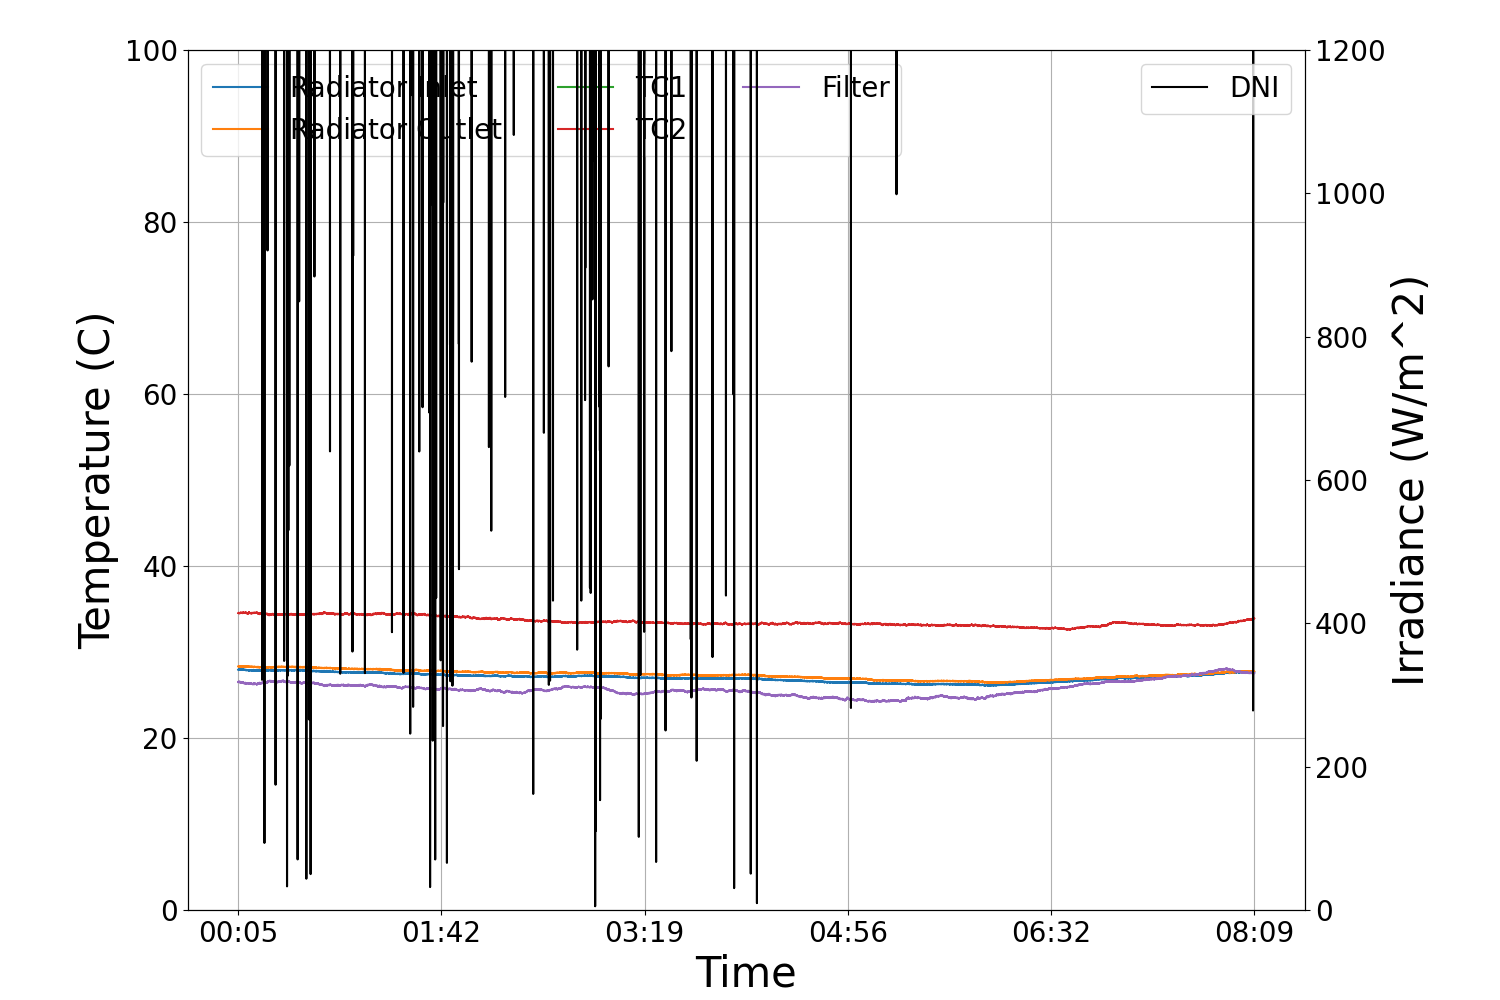 100
80
60
40
20
0
Temperature (C)
Radiator Inlet
Radiator Outlet
TC1
TC2
Filter
DNI
1200
1000
800
600
400
200
0
Irradiance (W/m^2)
00:05
01:42
03:19
04:56
06:32
08:09
Time